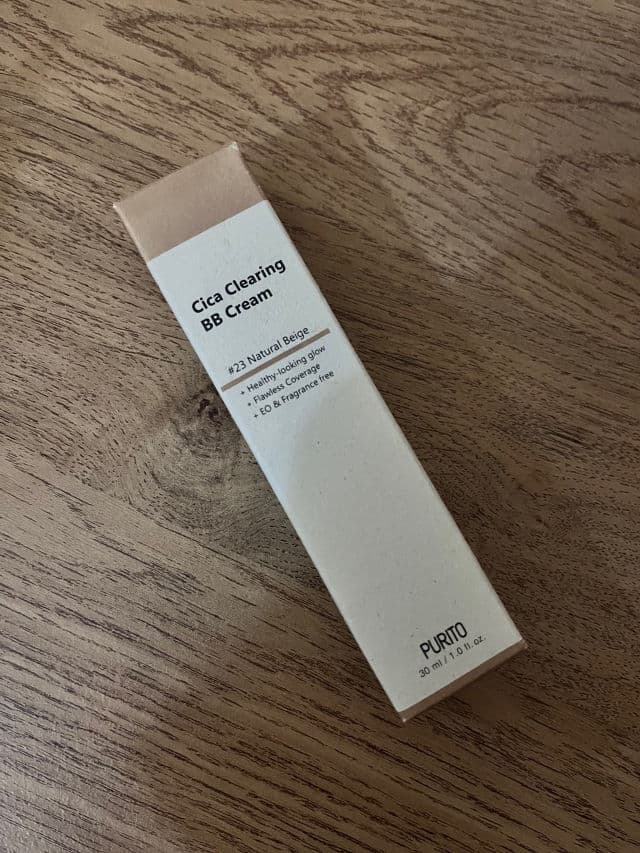 Cica Clearing
BB Cream
#23 Natural Beige
+ Healthy-looking glow
+ Flawless Coverage
+ EO & Fragrance free
PURITO
30 ml / 1.0 fl. oz.